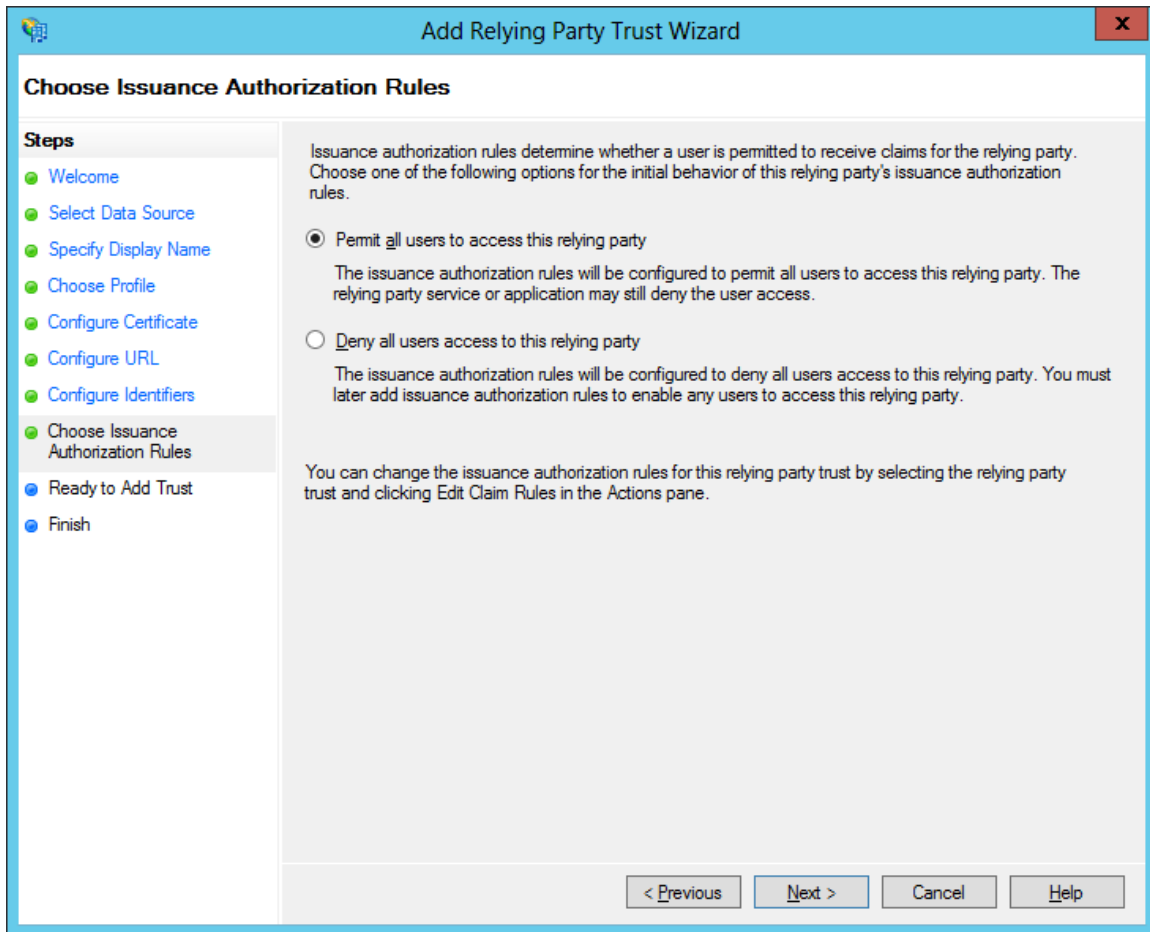 Add Relying Party Trust Wizard
X
Choose Issuance Authorization Rules
Steps
Welcome
Select Data Source
Specify Display Name
Choose Profile
Configure Certificate
Configure URL
Configure Identifiers
Choose Issuance
Authorization Rules
Ready to Add Trust
Finish
Issuance authorization rules determine whether a user is permitted to receive claims for the relying party.
Choose one of the following options for the initial behavior of this relying party's issuance authorization
rules.
Permit all users to access this relying party
The issuance authorization rules will be configured to permit all users to access this relying party. The
relying party service or application may still deny the user access.
Deny all users access to this relying party
The issuance authorization rules will be configured to deny all users access to this relying party. You must
later add issuance authorization rules to enable any users to access this relying party.
You can change the issuance authorization rules for this relying party trust by selecting the relying party
trust and clicking Edit Claim Rules in the Actions pane.
< Previous
Next >
Cancel
Help